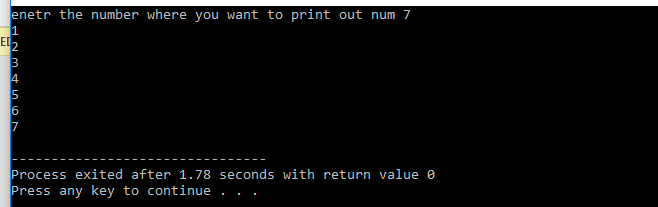 enetr the number where you want to print out num 7
1
2
3
4
5
6
7
--------------------------------
Process exited after 1.78 seconds with return value 0
Press any key to continue . . .